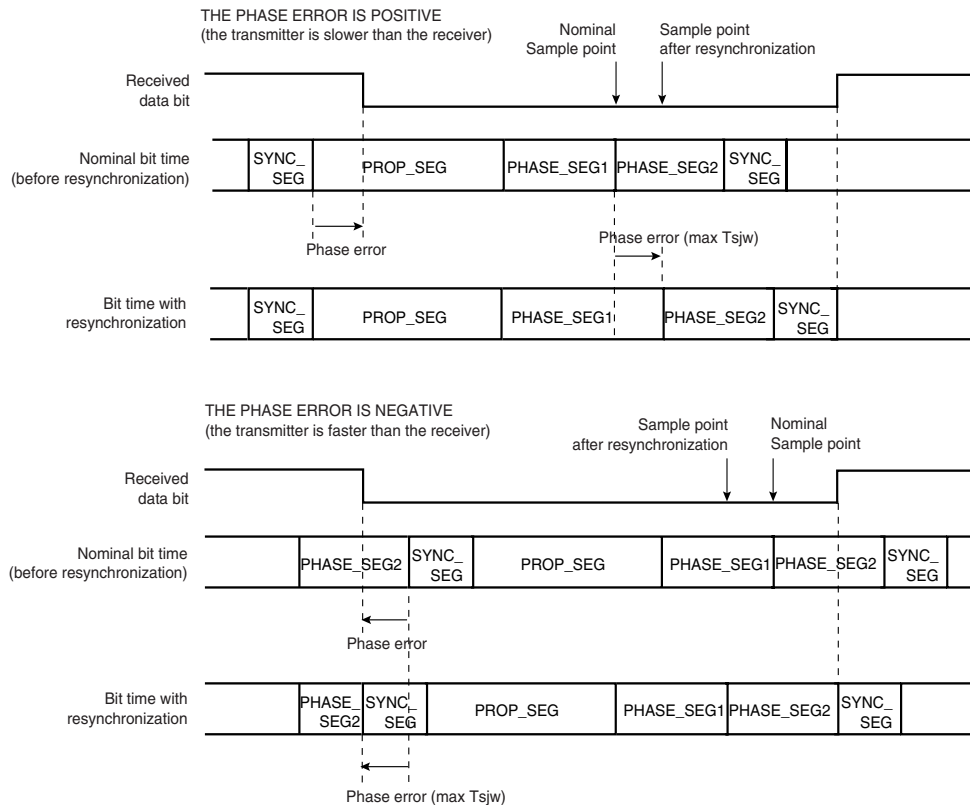 THE PHASE ERROR IS POSITIVE
(the transmitter is slower than the receiver)
Nominal
Sample point
Sample point
after resynchronization
Received
data bit
Nominal bit time
(before resynchronization)
SYNC_
SEG
PROP_SEG
PHASE_SEG1
PHASE_SEG2
SYNC_
SEG
Phase error
Phase error (max Tsjw)
Bit time with
resynchronization
SYNC_
SEG
PROP_SEG
PHASE_SEG1
PHASE_SEG2
SYNC_
SEG
THE PHASE ERROR IS NEGATIVE
(the transmitter is faster than the receiver)
Sample point
after resynchronization
Nominal
Sample point
Received
data bit
Nominal bit time
(before resynchronization)
PHASE_SEG2
SYNC_
SEG
PROP_SEG
PHASE_SEG1
PHASE_SEG2
SYNC_
SEG
Phase error
Bit time with
resynchronization
PHASE_
SEG2
SYNC_
SEG
PROP_SEG
PHASE_SEG1
PHASE_SEG2
SYNC_
SEG
Phase error (max Tsjw)